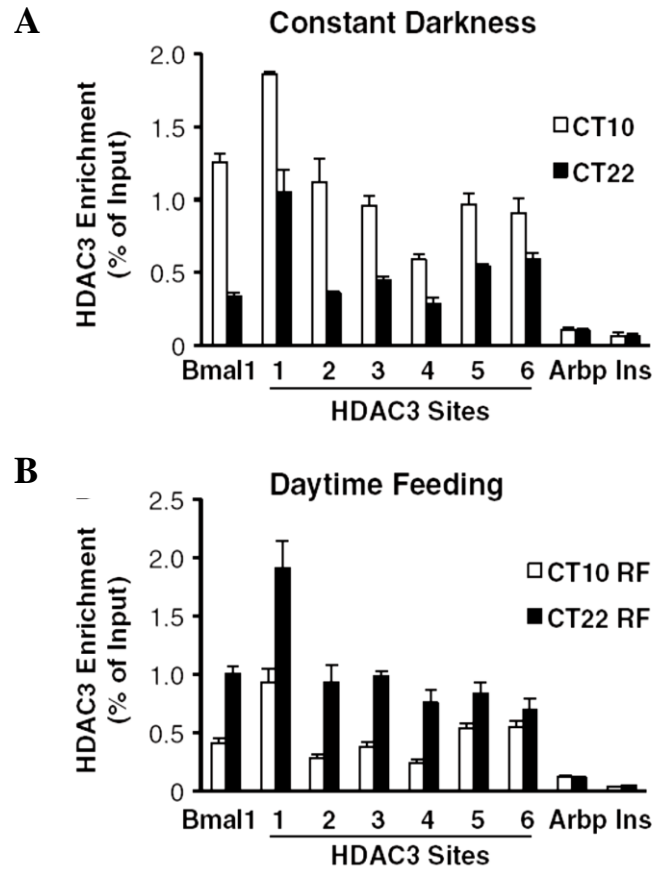 A
Constant Darkness
HDAC3 Enrichment
(% of Input)
2.0
1.5
1.0
0.5
0
CT10
CT22
Bmal1 1 2 3 4 5 6 Arbp Ins
HDAC3 Sites
B
Daytime Feeding
HDAC3 Enrichment
(% of Input)
2.5
2.0
1.5
1.0
0.5
0
CT10 RF
CT22 RF
Bmal1 1 2 3 4 5 6 Arbp Ins
HDAC3 Sites